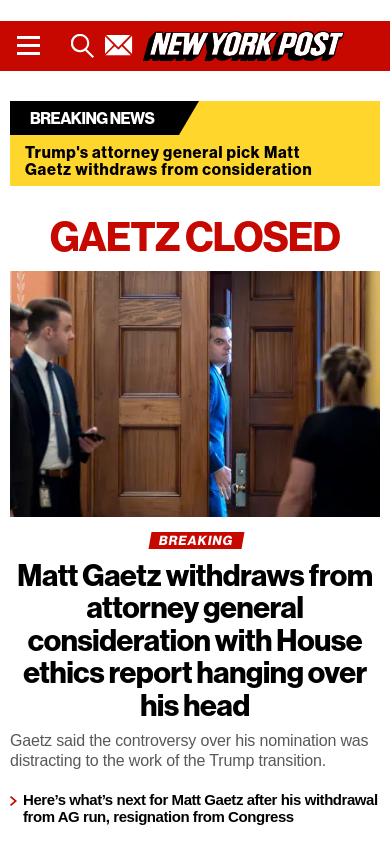 NEW YORK POST
BREAKING NEWS
Trump's attorney general pick Matt
Gaetz withdraws from consideration
GAETZ CLOSED
BREAKING
Matt Gaetz withdraws from
attorney general
consideration with House
ethics report hanging over
his head
Gaetz said the controversy over his nomination was
distracting to the work of the Trump transition.
Here’s what’s next for Matt Gaetz after his withdrawal
from AG run, resignation from Congress